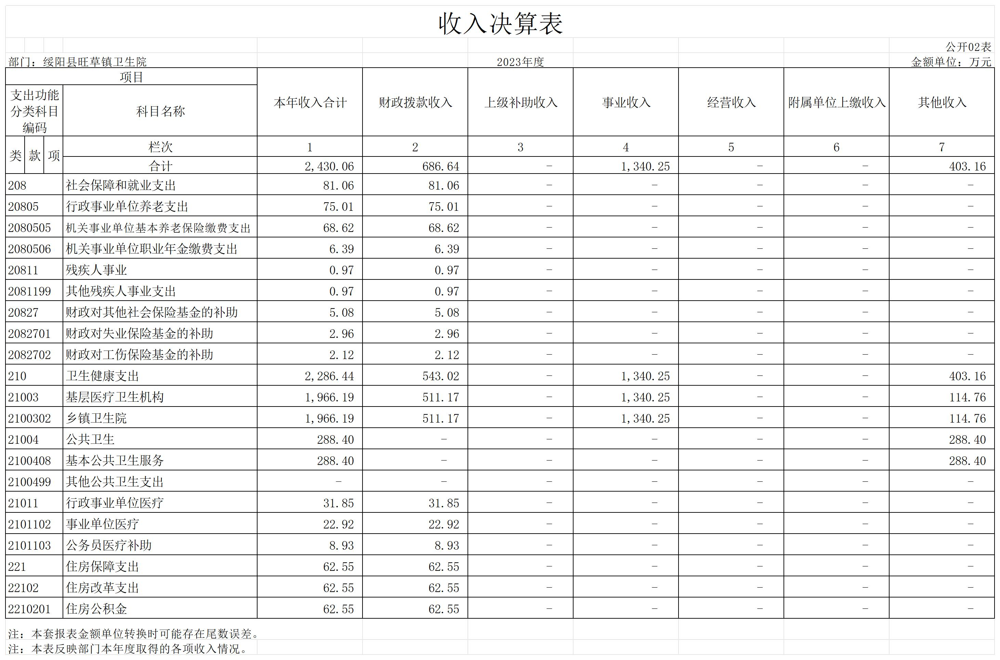 收入决算表
公开02表
部门：绥阳县旺草镇卫生院 2023年度 金额单位：万元
项目 本年收入合计 财政拨款收入 上级补助收入 事业收入 经营收入 附属单位上缴收入 其他收入
支出功能分类科目编码 科目名称
类 款 项 栏次 1 2 3 4 5 6 7
合计 2,430.06 686.64 － 1,340.25 － － 403.16
208 社会保障和就业支出 81.06 81.06 － － － － －
20805 行政事业单位养老支出 75.01 75.01 － － － － －
2080505 机关事业单位基本养老保险缴费支出 68.62 68.62 － － － － －
2080506 机关事业单位职业年金缴费支出 6.39 6.39 － － － － －
20811 残疾人事业 0.97 0.97 － － － － －
2081199 其他残疾人事业支出 0.97 0.97 － － － － －
20827 财政对其他社会保险基金的补助 5.08 5.08 － － － － －
2082701 财政对失业保险基金的补助 2.96 2.96 － － － － －
2082702 财政对工伤保险基金的补助 2.12 2.12 － － － － －
210 卫生健康支出 2,286.44 543.02 － 1,340.25 － － 403.16
21003 基层医疗卫生机构 1,966.19 511.17 － 1,340.25 － － 114.76
2100302 乡镇卫生院 1,966.19 511.17 － 1,340.25 － － 114.76
21004 公共卫生 288.40 － － － － － 288.40
2100408 基本公共卫生服务 288.40 － － － － － 288.40
2100499 其他公共卫生支出 － － － － － － －
21011 行政事业单位医疗 31.85 31.85 － － － － －
2101102 事业单位医疗 22.92 22.92 － － － － －
2101103 公务员医疗补助 8.93 8.93 － － － － －
221 住房保障支出 62.55 62.55 － － － － －
22102 住房改革支出 62.55 62.55 － － － － －
2210201 住房公积金 62.55 62.55 － － － － －
注：本套报表金额单位转换时可能存在尾数误差。
注：本表反映部门本年度取得的各项收入情况。